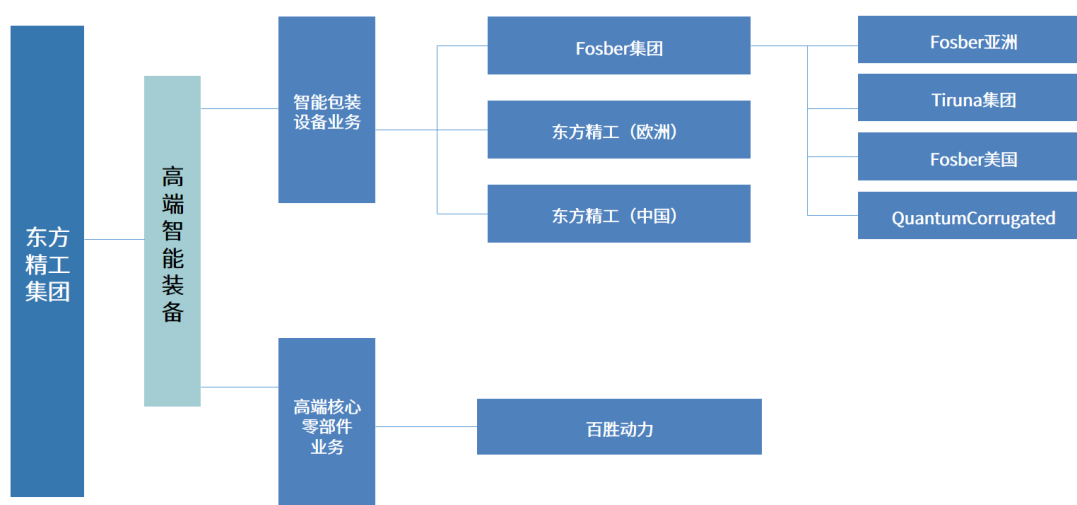 东方
精工
集团
高
端
智
能
装
备
智能包装
设备业务
Fosber集团
东方精工（欧洲）
东方精工（中国）
Fosber亚洲
Tiruna集团
Fosber美国
QuantumCorrugated
高端核心
零部件
业务
百胜动力